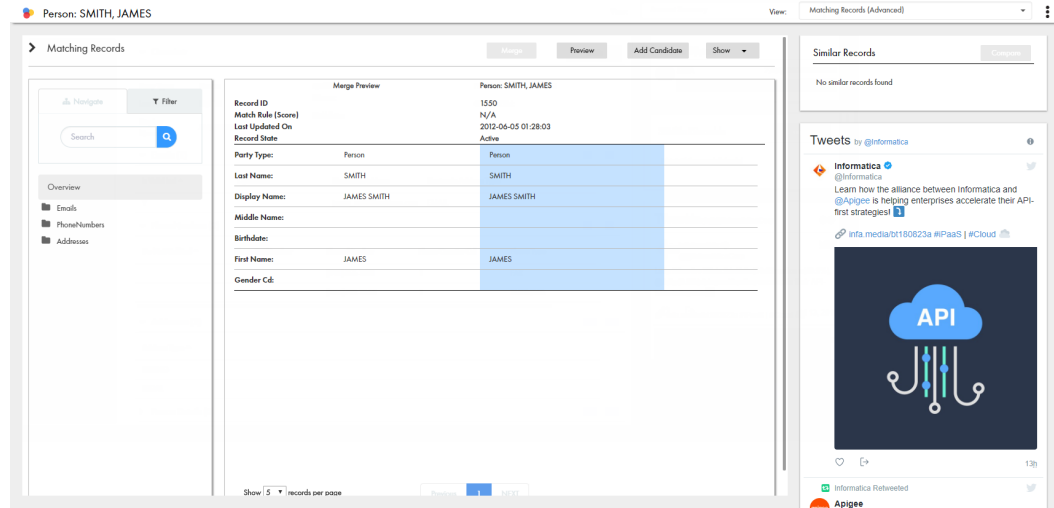 Person: SMITH, JAMES
View: Matching Records (Advanced)
Matching Records
Merge Preview Add Candidate Show
Navigate Filter
Search
Overview
Emails
PhoneNumbers
Addresses
Merge Preview Person: SMITH, JAMES
Record ID 1550
Match Rule (Score) N/A
Last Updated On 2012-06-05 01:28:03
Record State Active
Party Type: Person Person
Last Name: SMITH SMITH
Display Name: JAMES SMITH JAMES SMITH
Middle Name:
Birthdate:
First Name: JAMES JAMES
Gender Cd:
Show 5 records per page Previous 1 NEXT
Similar Records Compare
No similar records found
Tweets by @Informatica
Informatica
@Informatica
Learn how the alliance between Informatica and
@Apigee is helping enterprises accelerate their API-
first strategies!
infa.media/bt180823a #iPaaS | #Cloud
API
13h
Informatica Retweeted
Apigee